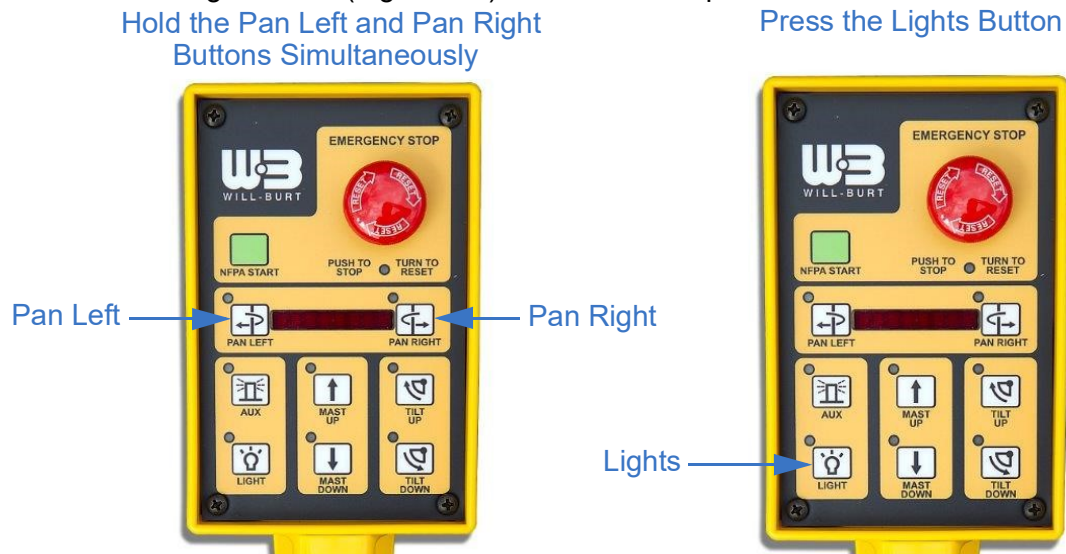 Hold the Pan Left and Pan Right
Buttons Simultaneously
EMERGENCY STOP
WB
WILL-BURT
RESET
RESET
RESET
NFPA START
PUSH TO
STOP
TURN TO
RESET
Pan Left
Pan Right
PAN LEFT
PAN RIGHT
AUX
MAST
UP
TILT
UP
LIGHT
MAST
DOWN
TILT
DOWN
Press the Lights Button
EMERGENCY STOP
WB
WILL-BURT
RESET
RESET
RESET
NFPA START
PUSH TO
STOP
TURN TO
RESET
PAN LEFT
PAN RIGHT
AUX
MAST
UP
TILT
UP
Lights
LIGHT
MAST
DOWN
TILT
DOWN